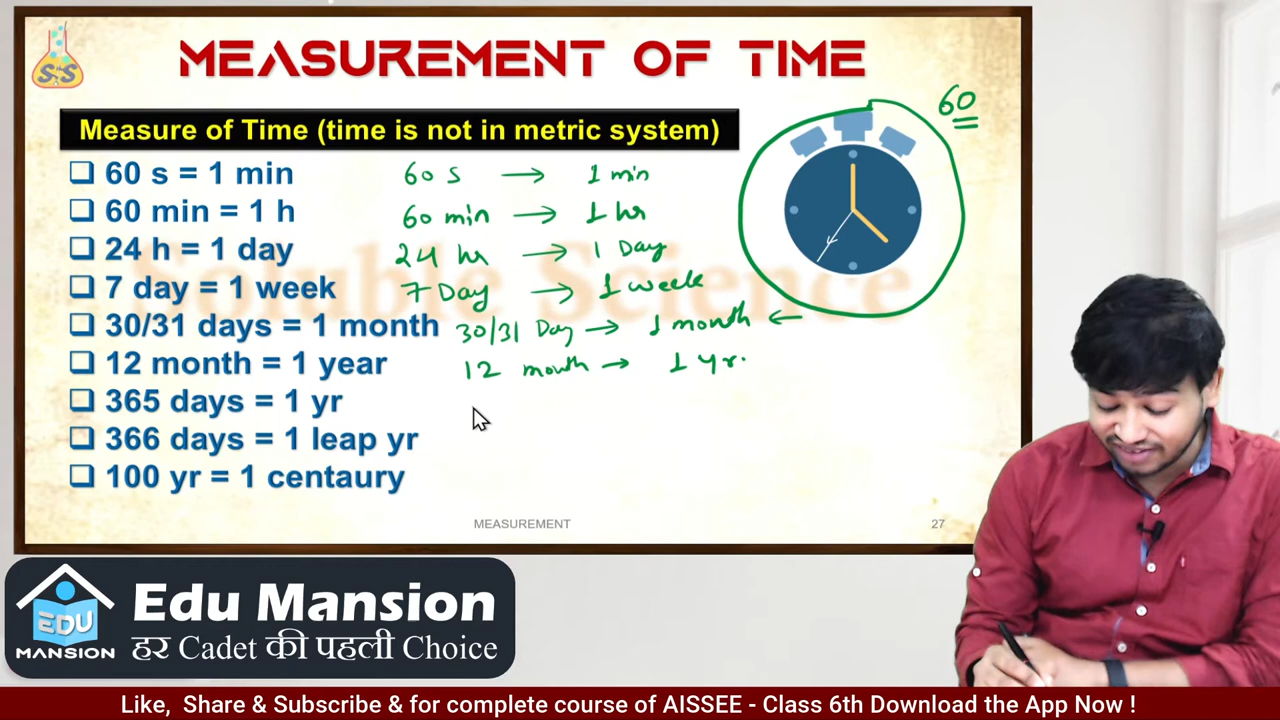 S S
MEASUREMENT OF TIME
60
Measure of Time (time is not in metric system)
60 s = 1 min 60 s → 1 min
60 min = 1 h 60 min → 1 hr
24 h = 1 day 24 hr → 1 Day
7 day = 1 week 7 Day → 1 week
30/31 days = 1 month 30/31 Day → 1 month ←
12 month = 1 year 12 month → 1 yr.
365 days = 1 yr
366 days = 1 leap yr
100 yr = 1 centaury
Soluble Science
MEASUREMENT 27
EDU
MANSION
Edu Mansion
हर Cadet की पहली Choice
Like, Share & Subscribe & for complete course of AISSEE - Class 6th Download the App Now !